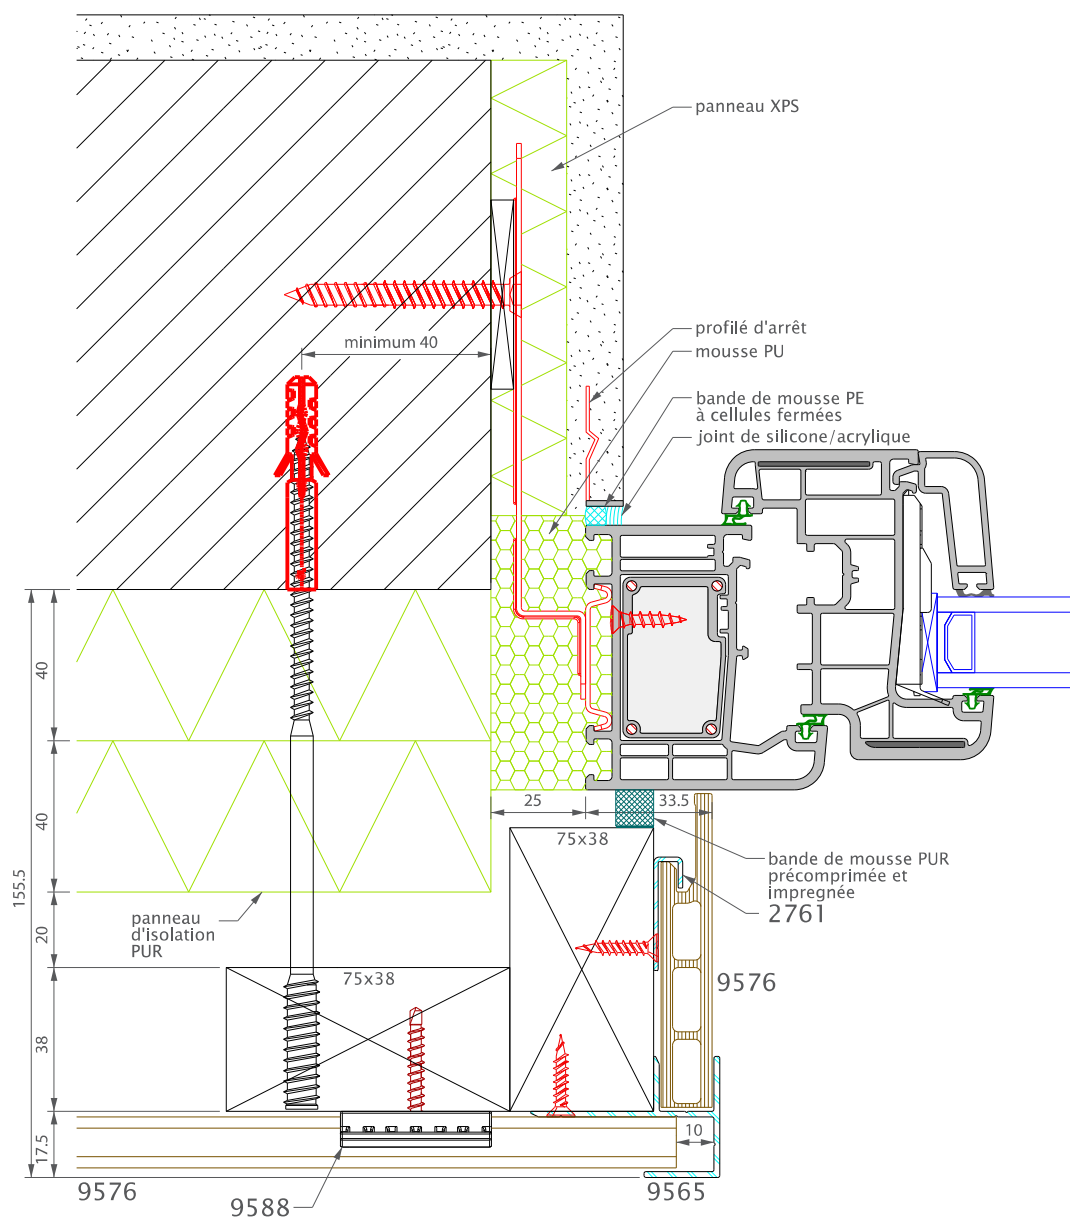 panneau XPS
profilé d'arrêt
minimum 40
mousse PU
bande de mousse PE
à cellules fermées
joint de silicone/acrylique
40
40
25
33.5
75x38
bande de mousse PUR
précomprimée et
impregnée
2761
155.5
panneau
d'isolation
PUR
20
75x38
9576
38
10
17.5
9576
9588
9565